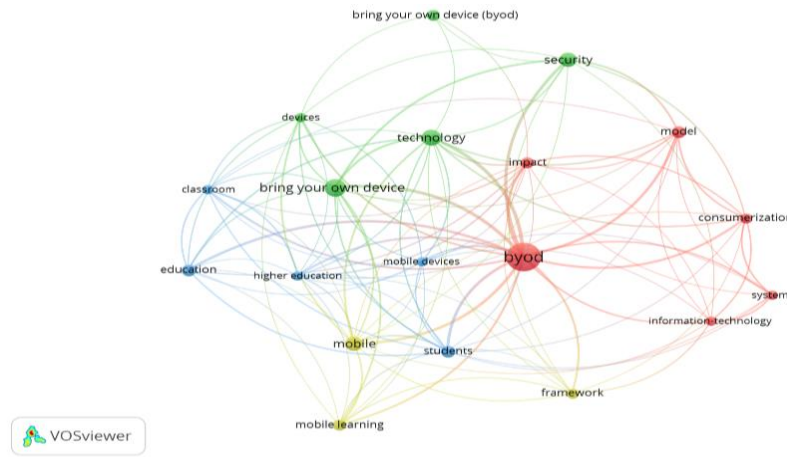 bring your own device (byod)
security
devices
technology
model
impact
classroom
bring your own device
consumerizatio
byod
mobile devices
education
higher education
system
information technology
mobile
students
framework
mobile learning
VOSviewer